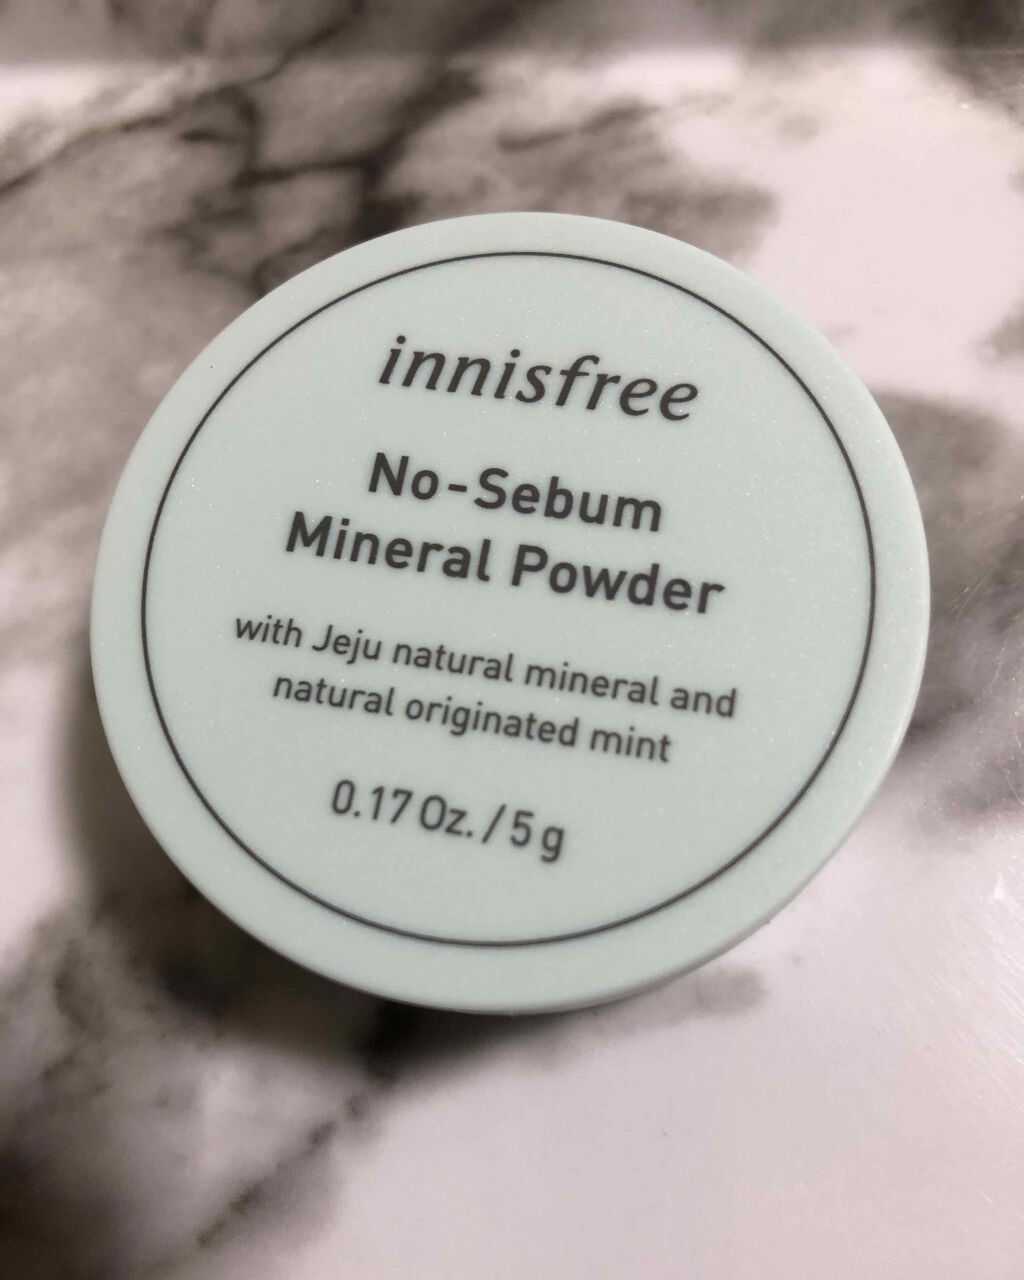 innisfree
No-Sebum
Mineral Powder
with Jeju natural mineral and
natural originated mint
0.17 Oz. / 5 g